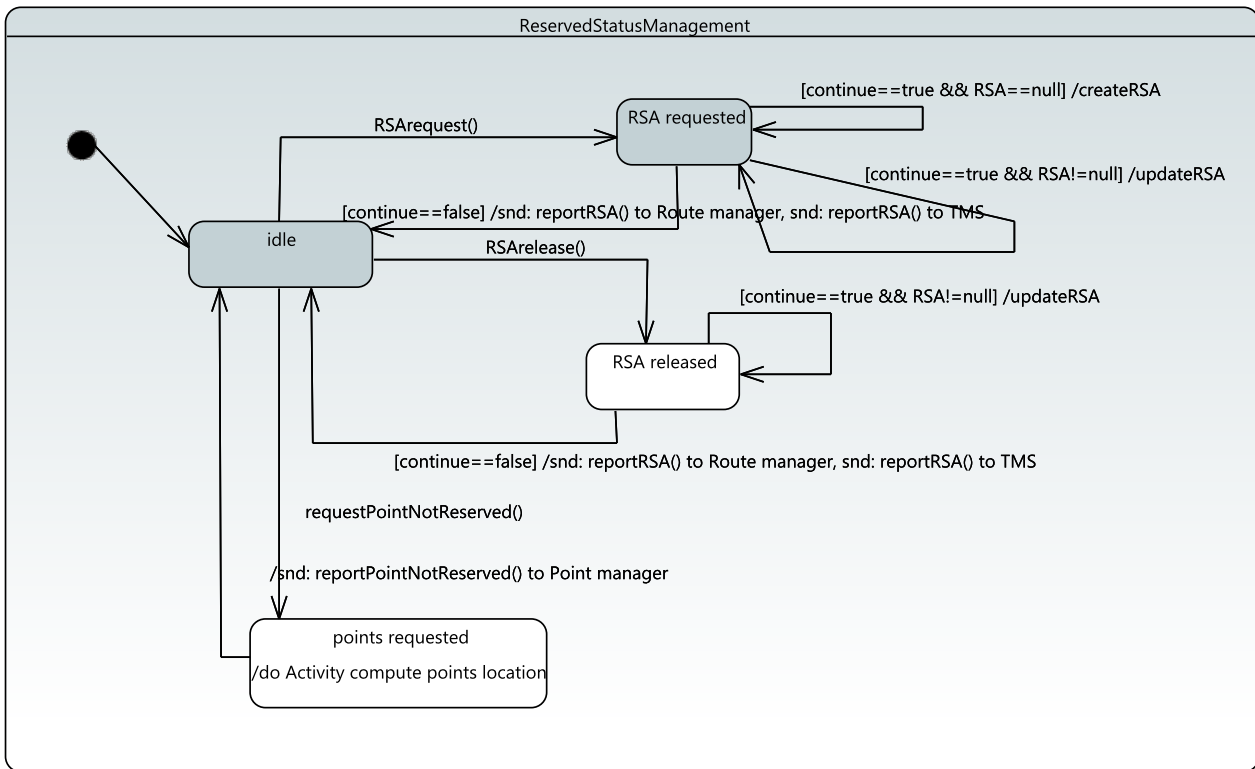 ReservedStatusManagement
[continue==true && RSA==null] /createRSA
RSA requested
RSArequest()
[continue==true && RSA!=null] /updateRSA
[continue==false] /snd: reportRSA() to Route manager, snd: reportRSA() to TMS
idle
RSArelease()
[continue==true && RSA!=null] /updateRSA
RSA released
[continue==false] /snd: reportRSA() to Route manager, snd: reportRSA() to TMS
requestPointNotReserved()
/snd: reportPointNotReserved() to Point manager
points requested
/do Activity compute points location